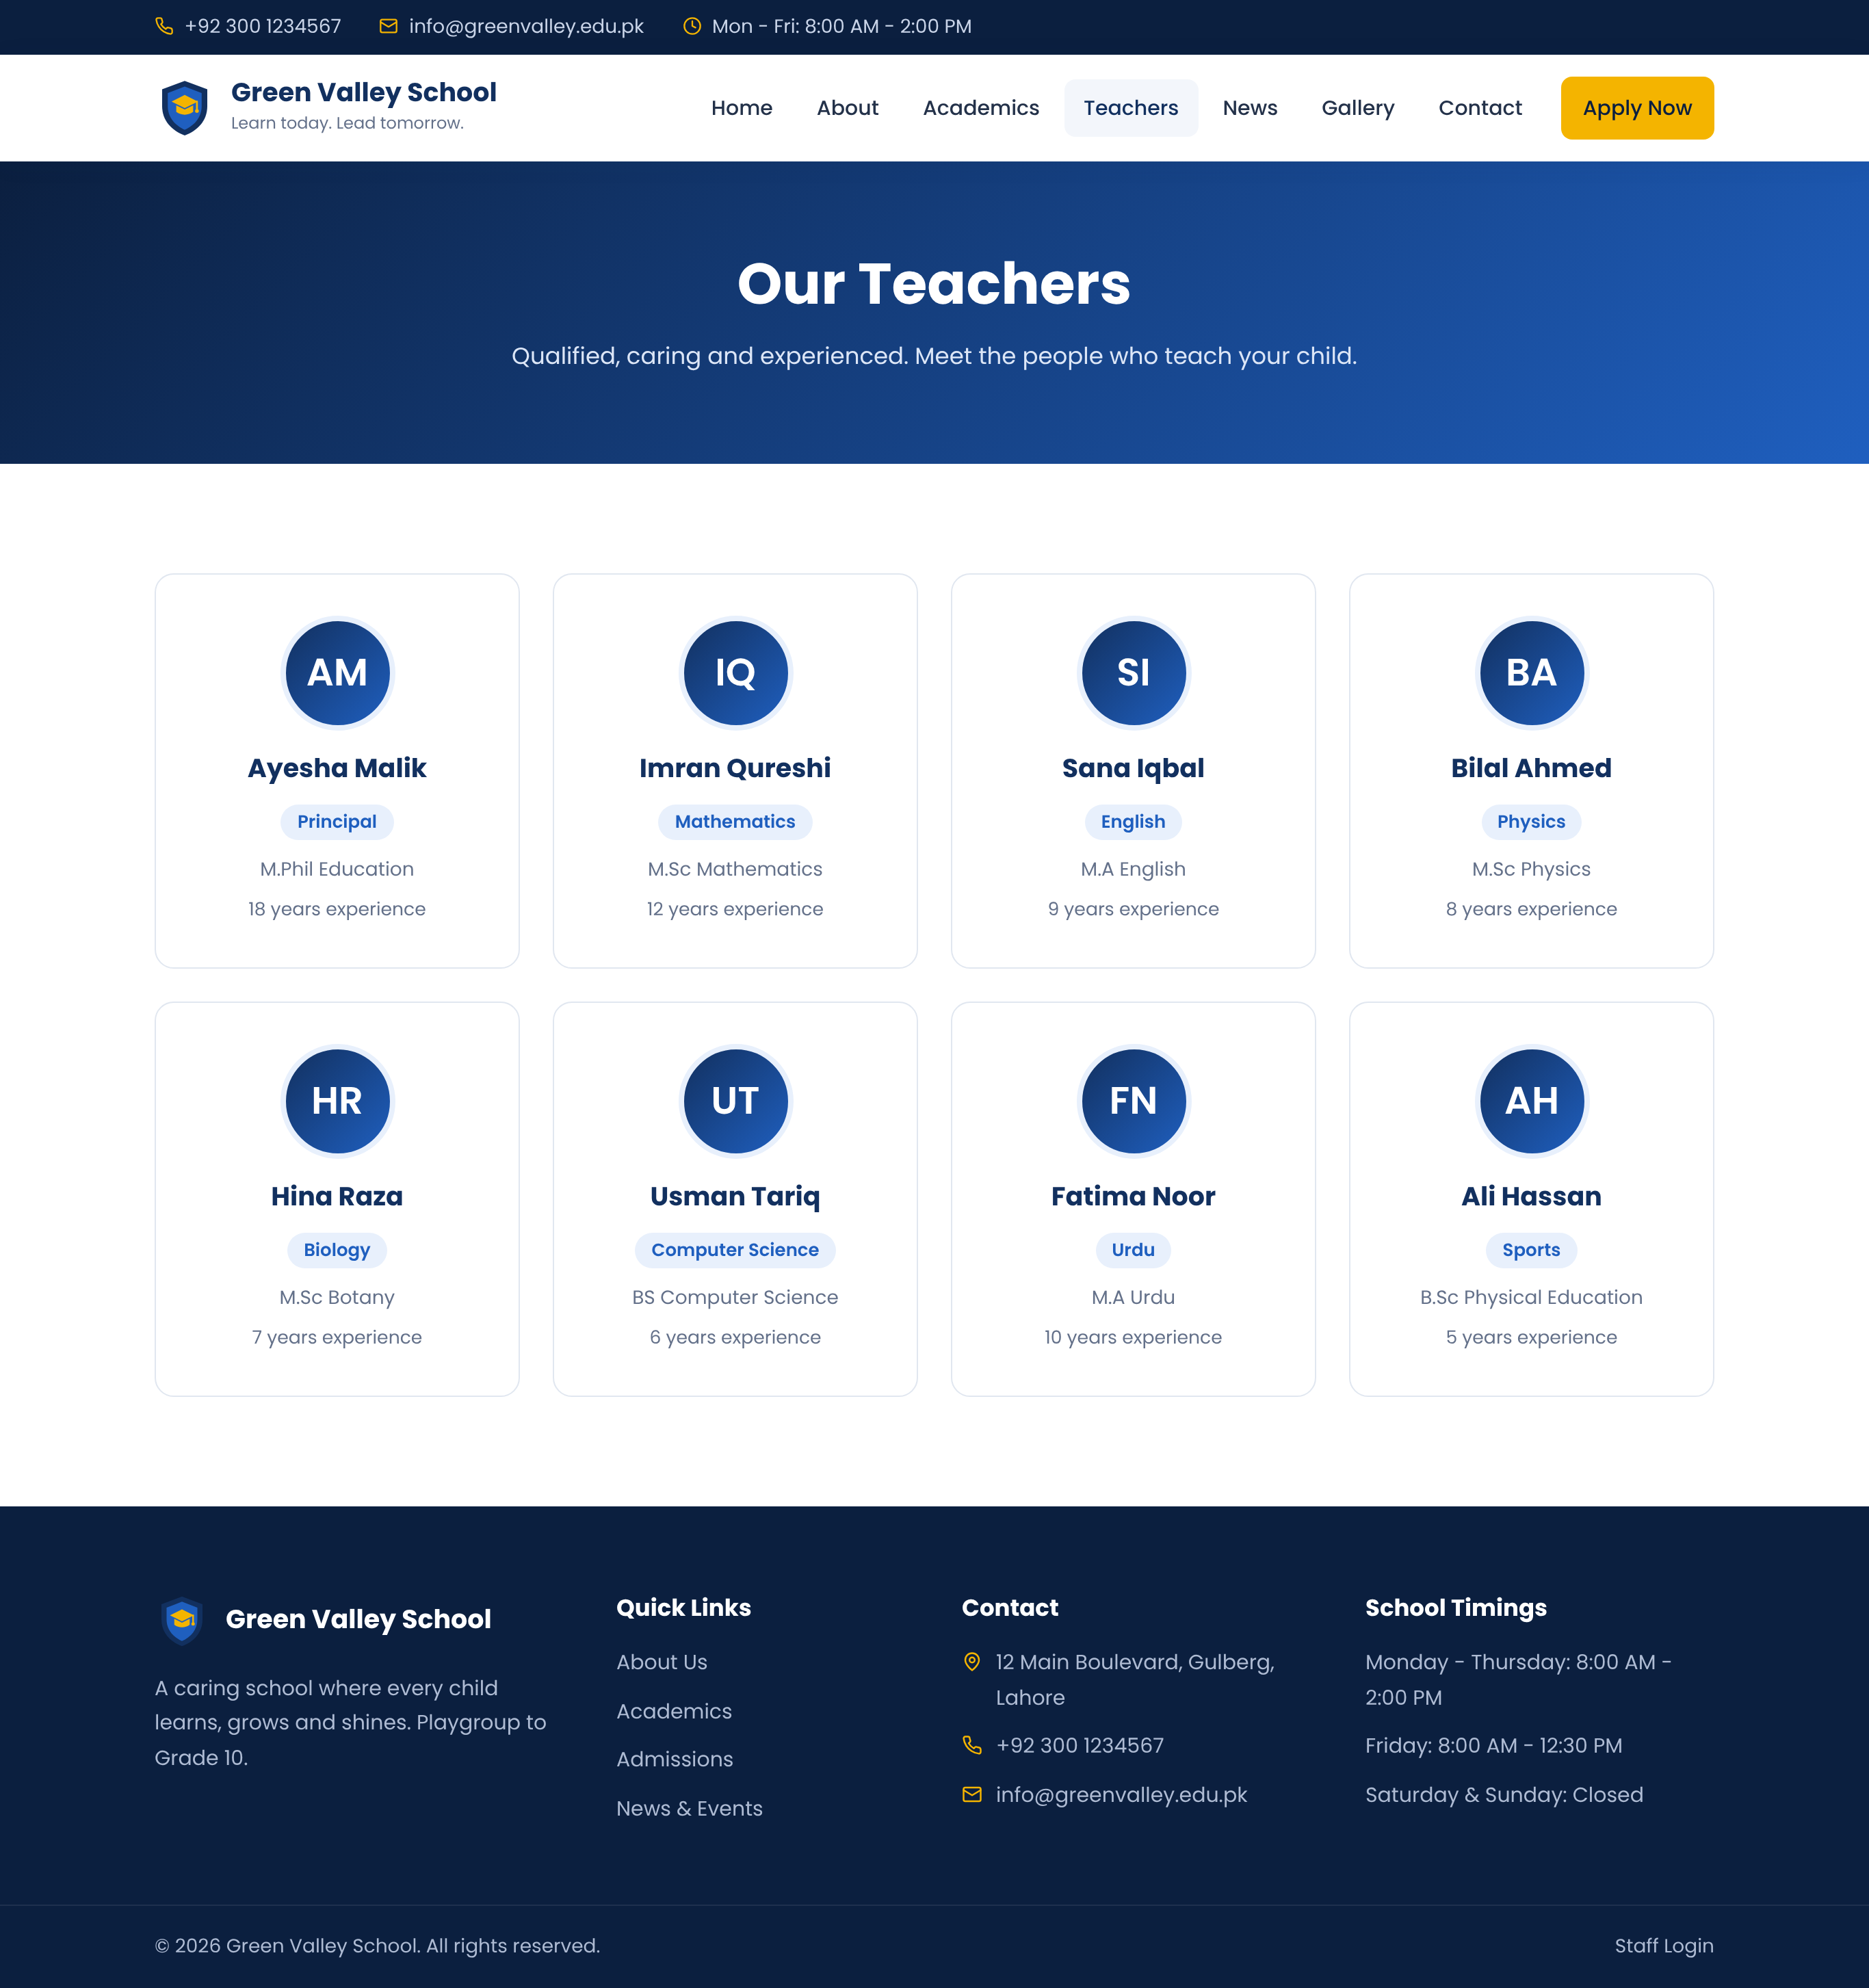 +92 300 1234567 info@greenvalley.edu.pk Mon - Fri: 8:00 AM - 2:00 PM
Green Valley School
Learn today. Lead tomorrow.
Home About Academics Teachers News Gallery Contact Apply Now
Our Teachers
Qualified, caring and experienced. Meet the people who teach your child.
AM
Ayesha Malik
Principal
M.Phil Education
18 years experience
IQ
Imran Qureshi
Mathematics
M.Sc Mathematics
12 years experience
SI
Sana Iqbal
English
M.A English
9 years experience
BA
Bilal Ahmed
Physics
M.Sc Physics
8 years experience
HR
Hina Raza
Biology
M.Sc Botany
7 years experience
UT
Usman Tariq
Computer Science
BS Computer Science
6 years experience
FN
Fatima Noor
Urdu
M.A Urdu
10 years experience
AH
Ali Hassan
Sports
B.Sc Physical Education
5 years experience
Green Valley School
A caring school where every child
learns, grows and shines. Playgroup to
Grade 10.
Quick Links
About Us
Academics
Admissions
News & Events
Contact
12 Main Boulevard, Gulberg,
Lahore
+92 300 1234567
info@greenvalley.edu.pk
School Timings
Monday - Thursday: 8:00 AM -
2:00 PM
Friday: 8:00 AM - 12:30 PM
Saturday & Sunday: Closed
© 2026 Green Valley School. All rights reserved.
Staff Login